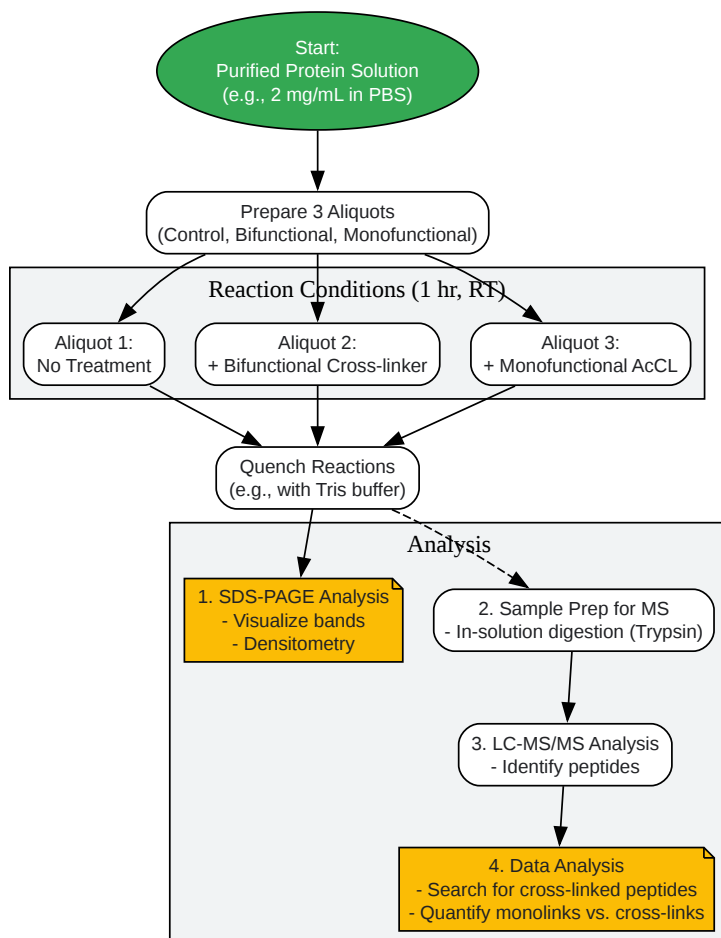 Start:
Purified Protein Solution
(e.g., 2 mg/mL in PBS)
Prepare 3 Aliquots
(Control, Bifunctional, Monofunctional)
Reaction Conditions (1 hr, RT)
Aliquot 1:
No Treatment
Aliquot 2:
+ Bifunctional Cross-linker
Aliquot 3:
+ Monofunctional AcCL
Quench Reactions
(e.g., with Tris buffer)
Analysis
1. SDS-PAGE Analysis
- Visualize bands
- Densitometry
2. Sample Prep for MS
- In-solution digestion (Trypsin)
3. LC-MS/MS Analysis
- Identify peptides
4. Data Analysis
- Search for cross-linked peptides
- Quantify monolinks vs. cross-links